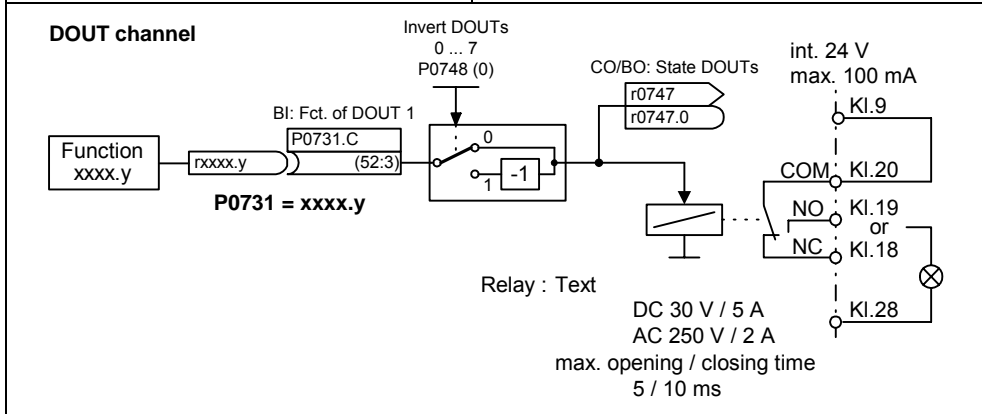 DOUT channel
Invert DOUTs
0 ... 7
P0748 (0)
int. 24 V
max. 100 mA
CO/BO: State DOUTs
r0747
r0747.0
Kl.9
BI: Fct. of DOUT 1
P0731.C
(52:3)
Function
xxxx.y
rxxxx.y
0
1
-1
P0731 = xxxx.y
COM
Kl.20
NO
Kl.19
or
NC
Kl.18
Kl.28
Relay : Text
DC 30 V / 5 A
AC 250 V / 2 A
max. opening / closing time
5 / 10 ms